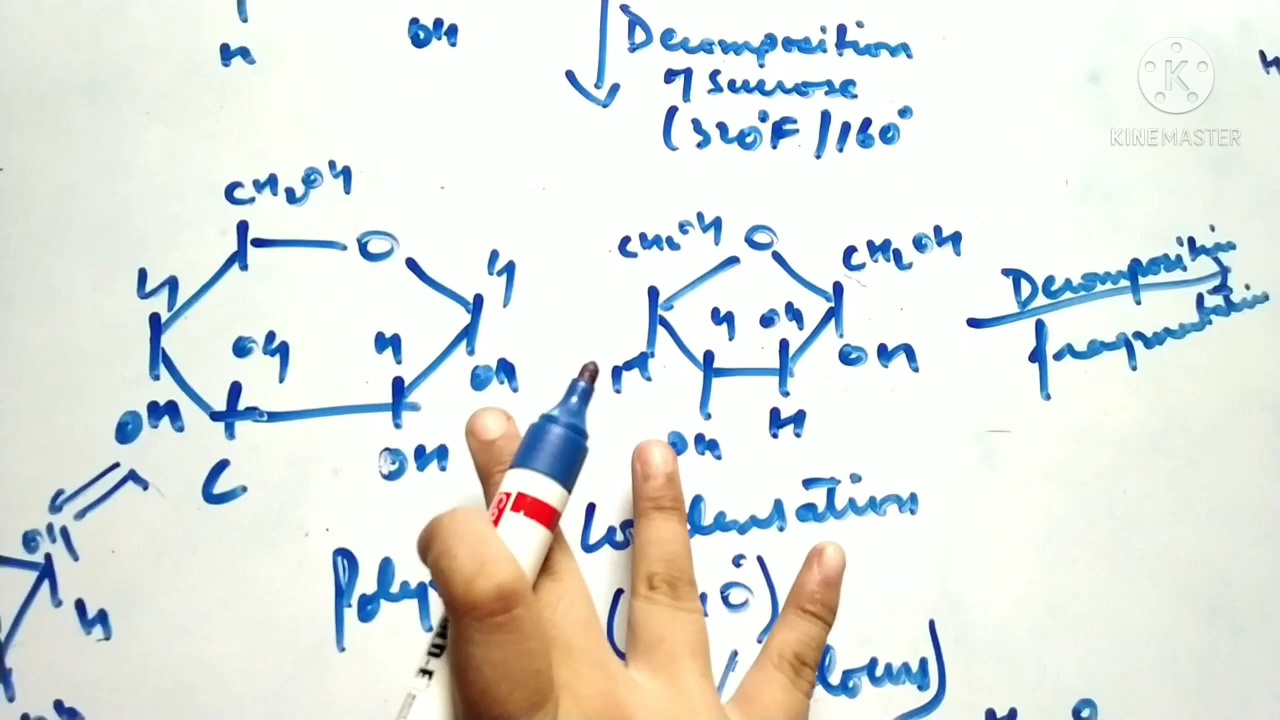 H
OH
Decomposition
of sucrose
(320°F/160°
KINEMASTER
CH2OH
O
H
H
OH
H
OH
OH
OH
C
CH2OH
O
CH2OH
H
H
OH
OH
OH
H
Decomposition
fragmentation
OH
H